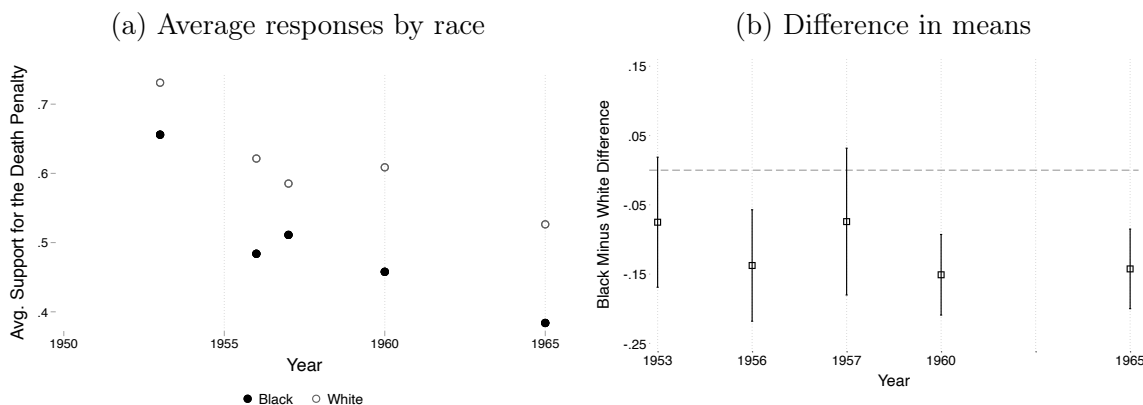 (a) Average responses by race
Avg. Support for the Death Penalty
.7
.6
.5
.4
1950
1955
1960
1965
Year
Black
White
(b) Difference in means
Black Minus White Difference
.15
.05
-.05
-.15
-.25
1953
1956
1957
1960
1965
Year